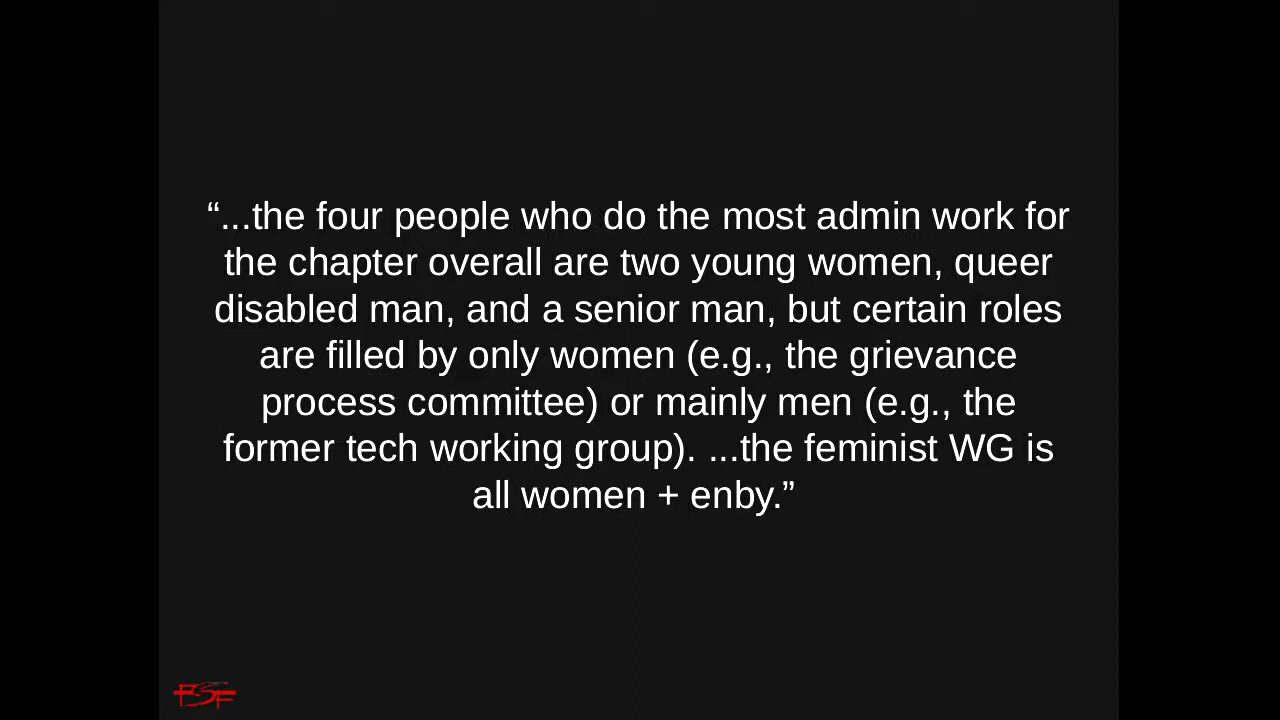 “...the four people who do the most admin work for
the chapter overall are two young women, queer
disabled man, and a senior man, but certain roles
are filled by only women (e.g., the grievance
process committee) or mainly men (e.g., the
former tech working group). ...the feminist WG is
all women + enby.”